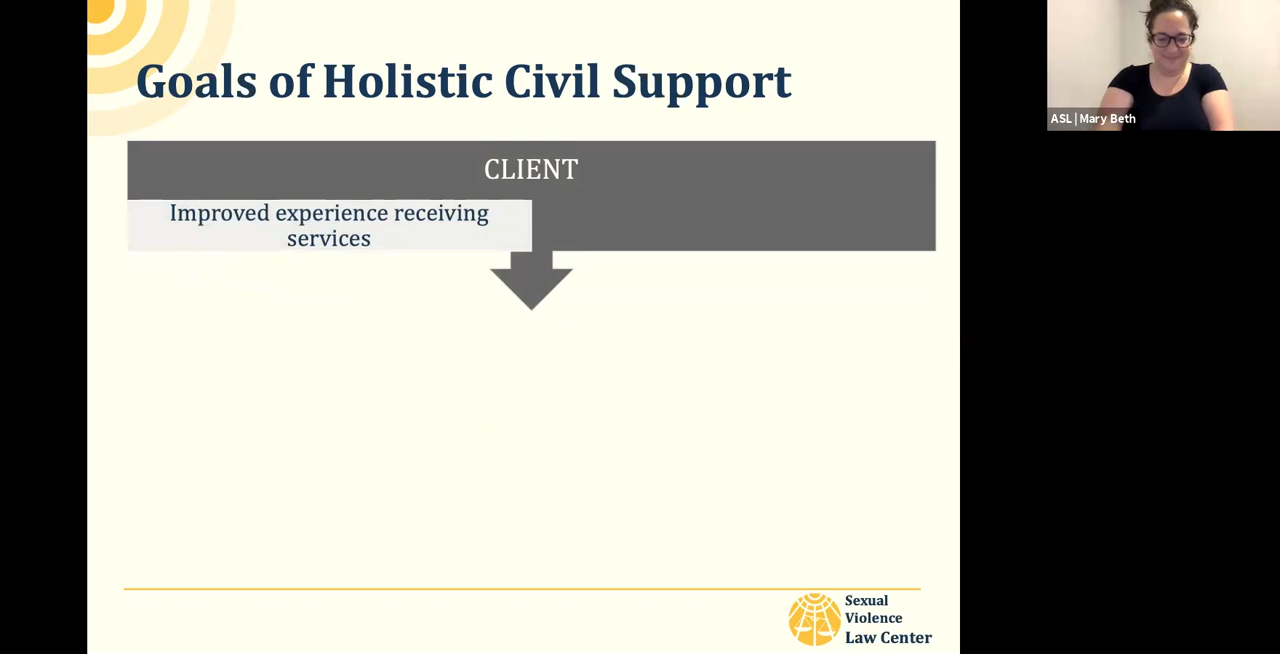 Goals of Holistic Civil Support
CLIENT
Improved experience receiving
services
Sexual
Violence
Law Center
ASL | Mary Beth